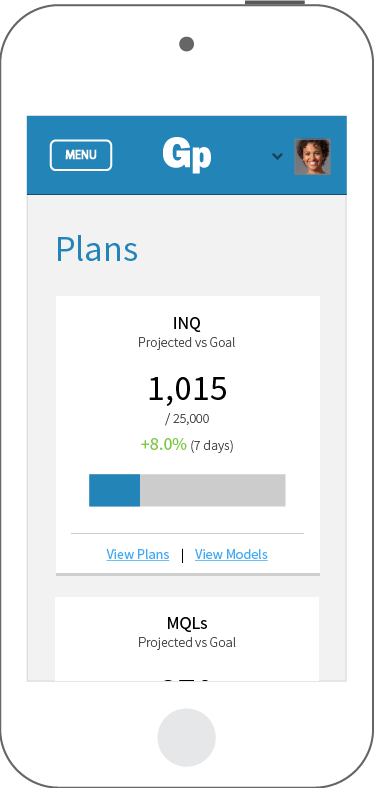 MENU
Gp
Plans
INQ
Projected vs Goal
1,015
/ 25,000
+8.0% (7 days)
View Plans | View Models
MQLs
Projected vs Goal